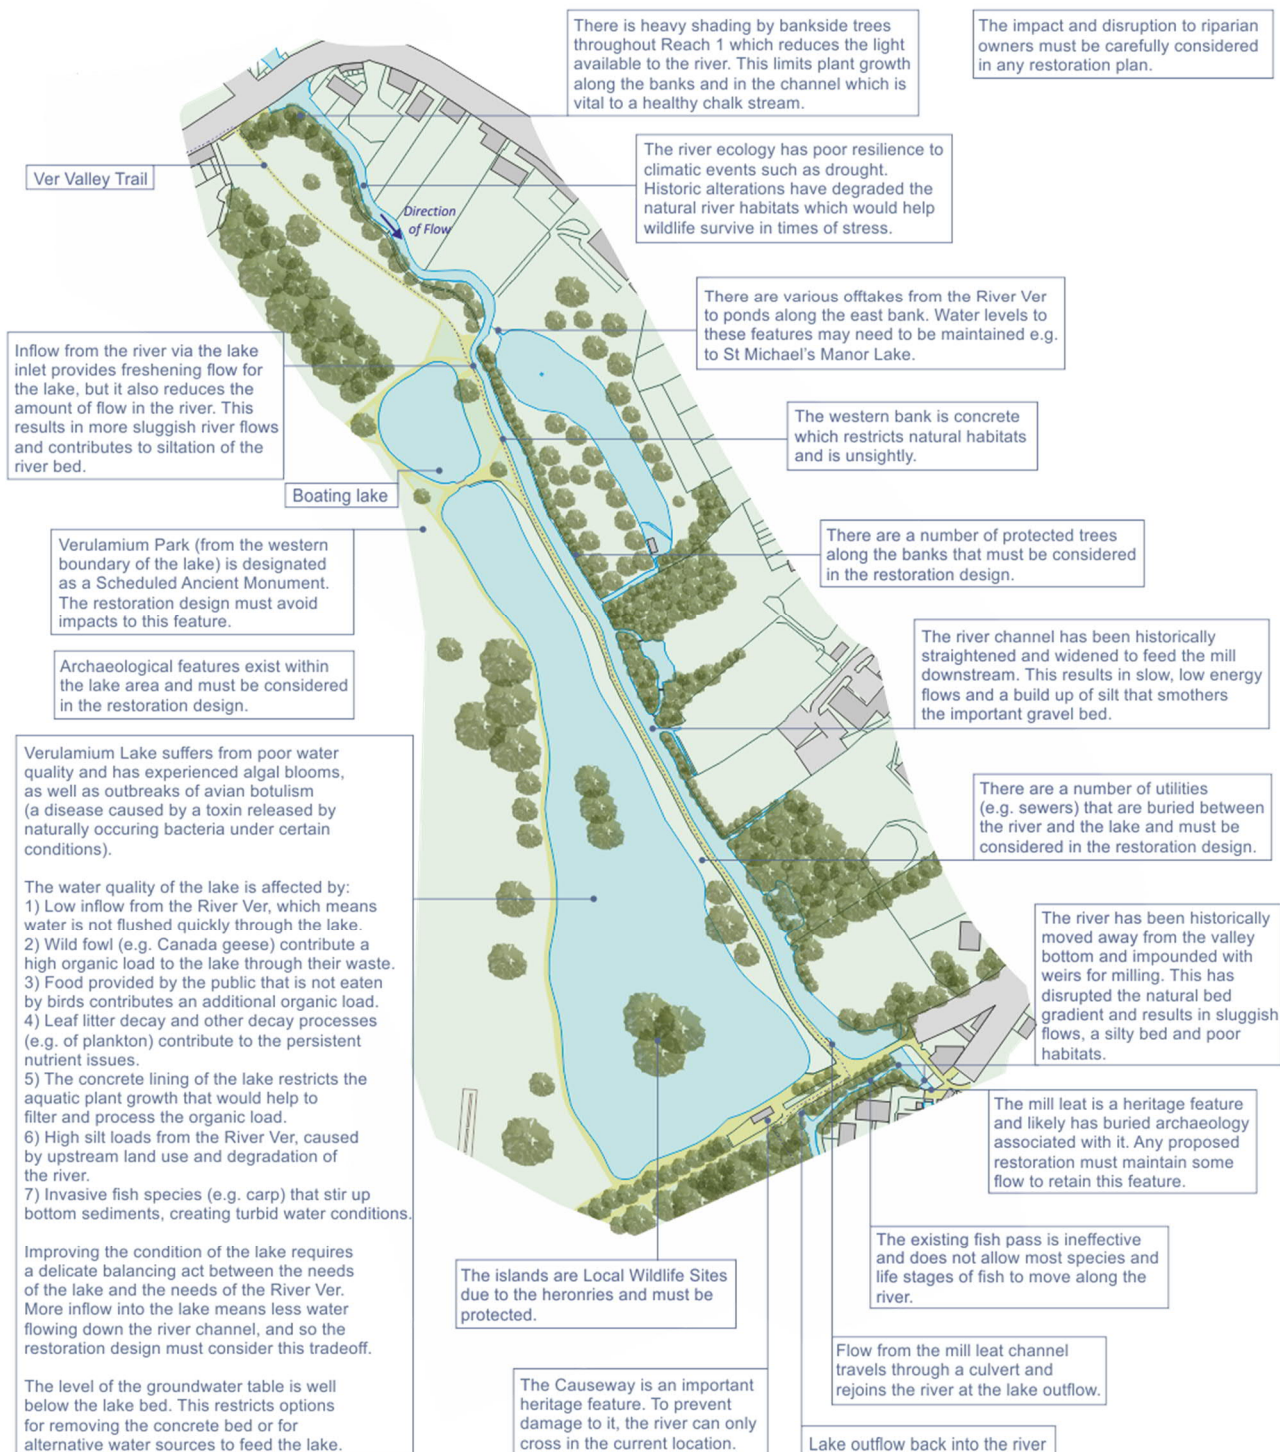 There is heavy shading by bankside trees
throughout Reach 1 which reduces the light
available to the river. This limits plant growth
along the banks and in the channel which is
vital to a healthy chalk stream.
The impact and disruption to riparian
owners must be carefully considered
in any restoration plan.
The river ecology has poor resilience to
climatic events such as drought.
Historic alterations have degraded the
natural river habitats which would help
wildlife survive in times of stress.
Ver Valley Trail
Direction
of Flow
There are various offtakes from the River Ver
to ponds along the east bank. Water levels to
these features may need to be maintained e.g.
to St Michael's Manor Lake.
Inflow from the river via the lake
inlet provides freshening flow for
the lake, but it also reduces the
amount of flow in the river. This
results in more sluggish river flows
and contributes to siltation of the
river bed.
The western bank is concrete
which restricts natural habitats
and is unsightly.
Boating lake
Verulamium Park (from the western
boundary of the lake) is designated
as a Scheduled Ancient Monument.
The restoration design must avoid
impacts to this feature.
There are a number of protected trees
along the banks that must be considered
in the restoration design.
Archaeological features exist within
the lake area and must be considered
in the restoration design.
The river channel has been historically
straightened and widened to feed the mill
downstream. This results in slow, low energy
flows and a build up of silt that smothers
the important gravel bed.
Verulamium Lake suffers from poor water
quality and has experienced algal blooms,
as well as outbreaks of avian botulism
(a disease caused by a toxin released by
naturally occuring bacteria under certain
conditions).
The water quality of the lake is affected by:
1) Low inflow from the River Ver, which means
water is not flushed quickly through the lake.
2) Wild fowl (e.g. Canada geese) contribute a
high organic load to the lake through their waste.
3) Food provided by the public that is not eaten
by birds contributes an additional organic load.
4) Leaf litter decay and other decay processes
(e.g. of plankton) contribute to the persistent
nutrient issues.
5) The concrete lining of the lake restricts the
aquatic plant growth that would help to
filter and process the organic load.
6) High silt loads from the River Ver, caused
by upstream land use and degradation of
the river.
7) Invasive fish species (e.g. carp) that stir up
bottom sediments, creating turbid water conditions.
Improving the condition of the lake requires
a delicate balancing act between the needs
of the lake and the needs of the River Ver.
More inflow into the lake means less water
flowing down the river channel, and so the
restoration design must consider this tradeoff.
The level of the groundwater table is well
below the lake bed. This restricts options
for removing the concrete bed or for
alternative water sources to feed the lake.
There are a number of utilities
(e.g. sewers) that are buried between
the river and the lake and must be
considered in the restoration design.
The river has been historically
moved away from the valley
bottom and impounded with
weirs for milling. This has
disrupted the natural bed
gradient and results in sluggish
flows, a silty bed and poor
habitats.
The mill leat is a heritage feature
and likely has buried archaeology
associated with it. Any proposed
restoration must maintain some
flow to retain this feature.
The existing fish pass is ineffective
and does not allow most species and
life stages of fish to move along the
river.
The islands are Local Wildlife Sites
due to the heronries and must be
protected.
Flow from the mill leat channel
travels through a culvert and
rejoins the river at the lake outflow.
The Causeway is an important
heritage feature. To prevent
damage to it, the river can only
cross in the current location.
Lake outflow back into the river